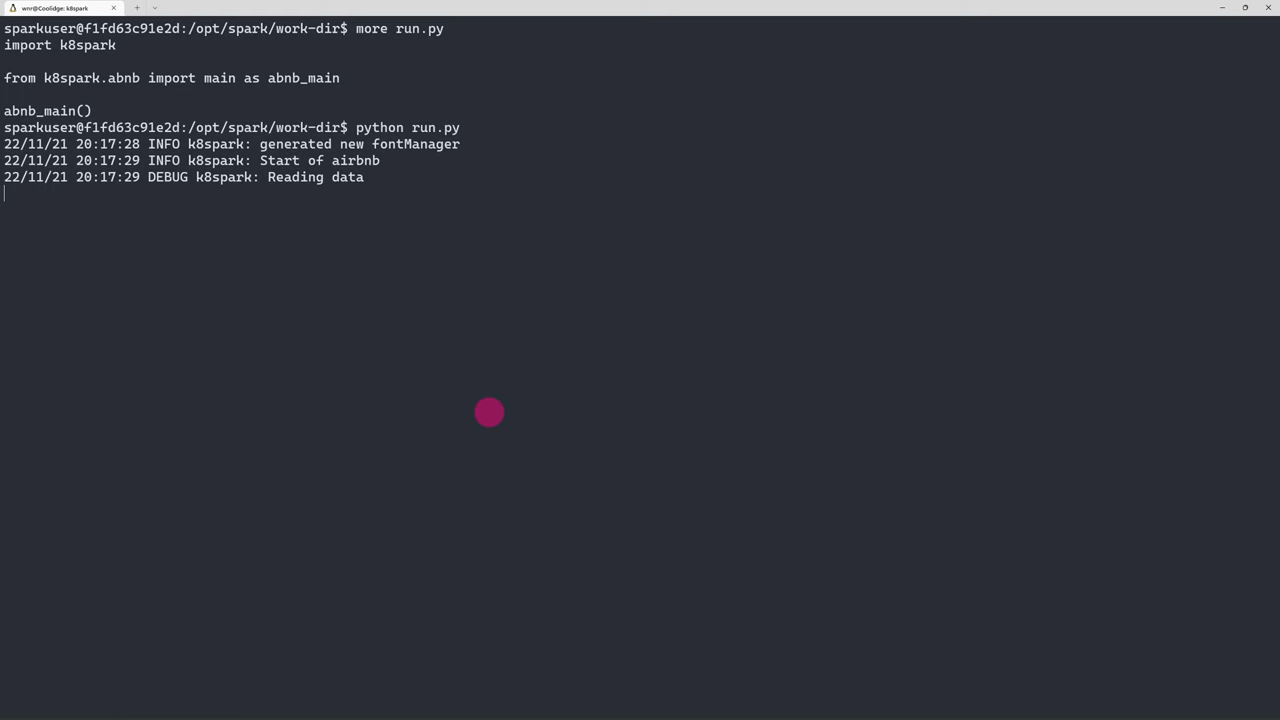 wnr@Coolidge: k8spark
sparkuser@f1fd63c91e2d:/opt/spark/work-dir$ more run.py
import k8spark
from k8spark.abnb import main as abnb_main
abnb_main()
sparkuser@f1fd63c91e2d:/opt/spark/work-dir$ python run.py
22/11/21 20:17:28 INFO k8spark: generated new fontManager
22/11/21 20:17:29 INFO k8spark: Start of airbnb
22/11/21 20:17:29 DEBUG k8spark: Reading data